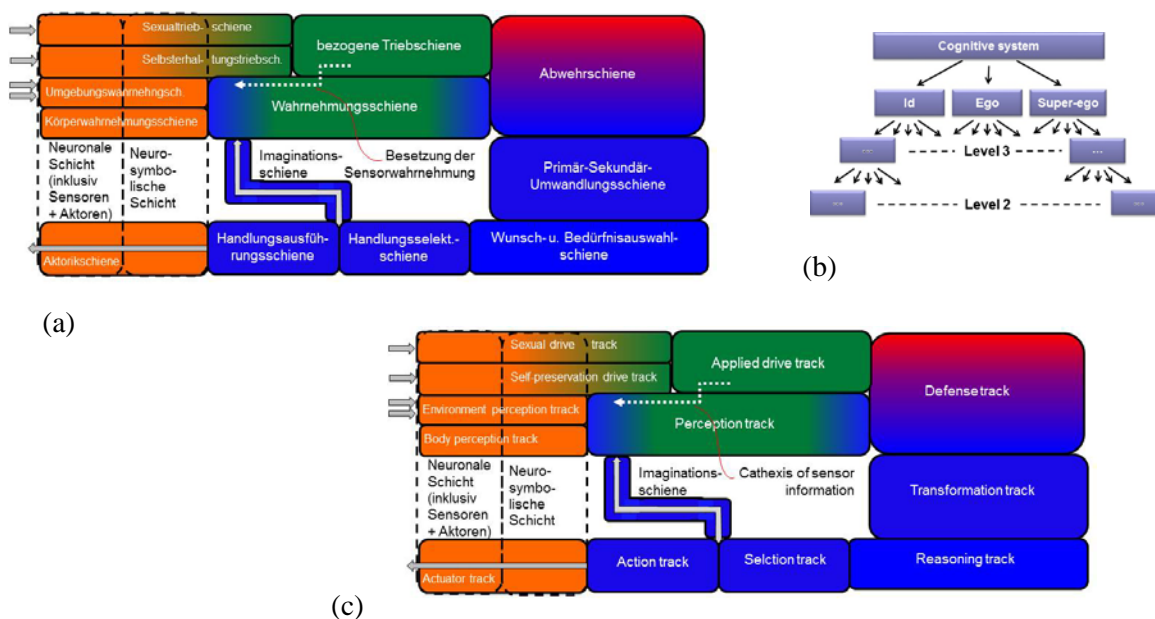 Sexualtrieb- schiene
Selbsterhal- tungstriebsch.
bezogene Triebschiene
Abwehrschiene
Umgebungswahrnehmngsch.
Wahrnehmungsschiene
Körperwahrnehmungsschiene
Neuronale
Schicht
(inklusiv
Sensoren
+ Aktoren)
Neuro-
symbo-
lische
Schicht
Imaginations-
schiene
Besetzung der
Sensorwahrnehmung
Primär-Sekundär-
Umwandlungsschiene
Aktorikschiene
Handlungsausfüh-
rungsschiene
Handlungsselekt.-
schiene
Wunsch- u. Bedürfnisauswahl-
schiene
(a)
Cognitive system
Id Ego Super-ego
... Level 3 ...
... Level 2 ...
(b)
Sexual drive track
Self-preservation drive track
Applied drive track
Defense track
Environment perception trrack
Perception track
Body perception track
Neuronale
Schicht
(inklusiv
Sensoren
+ Aktoren)
Neuro-
symbo-
lische
Schicht
Imaginations-
schiene
Cathexis of sensor
information
Transformation track
Actuator track
Action track
Selction track
Reasoning track
(c)